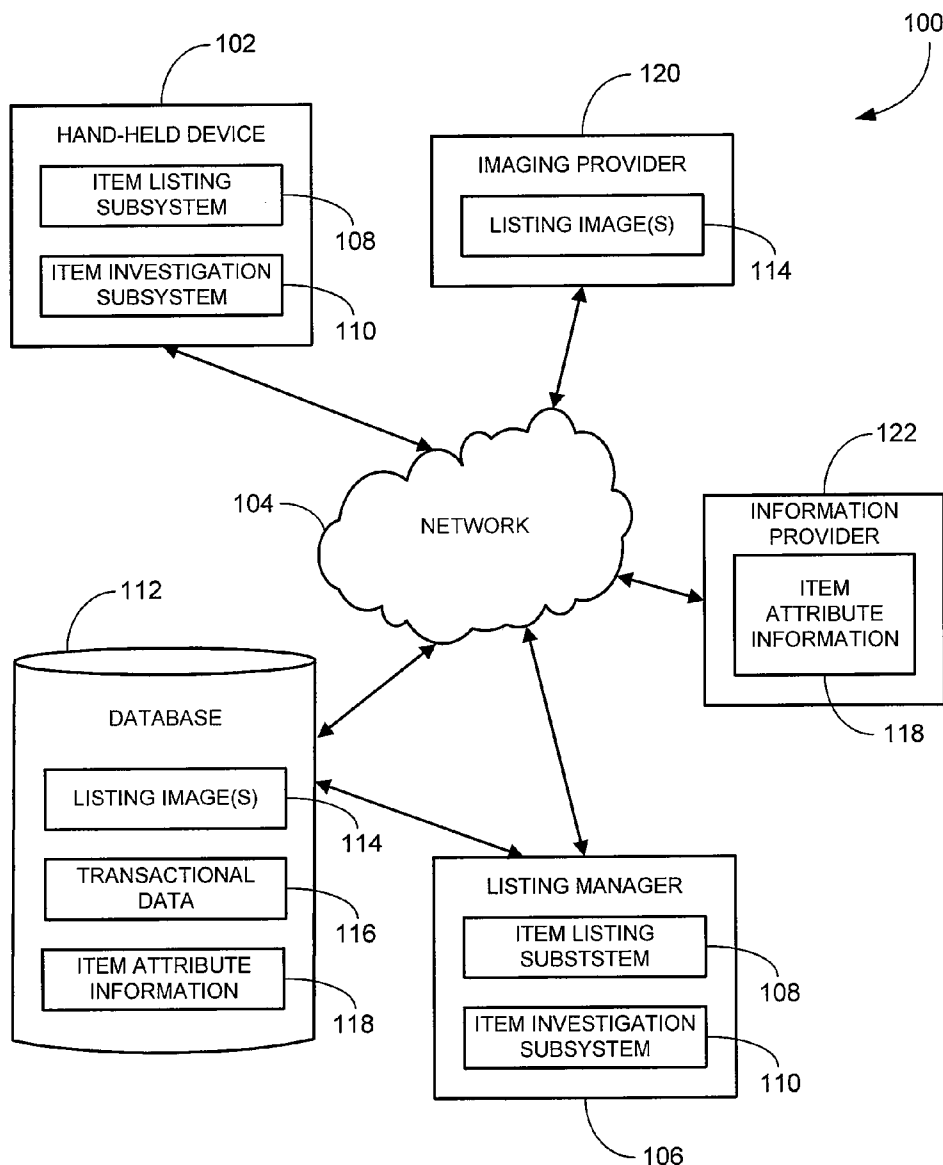 100
102
HAND-HELD DEVICE
ITEM LISTING
SUBSYSTEM
108
ITEM INVESTIGATION
SUBSYSTEM
110
120
IMAGING PROVIDER
LISTING IMAGE(S)
114
104
NETWORK
122
INFORMATION
PROVIDER
ITEM
ATTRIBUTE
INFORMATION
118
112
DATABASE
LISTING IMAGE(S)
114
TRANSACTIONAL
DATA
116
ITEM ATTRIBUTE
INFORMATION
118
LISTING MANAGER
ITEM LISTING
SUBSTSTEM
108
ITEM INVESTIGATION
SUBSYSTEM
110
106